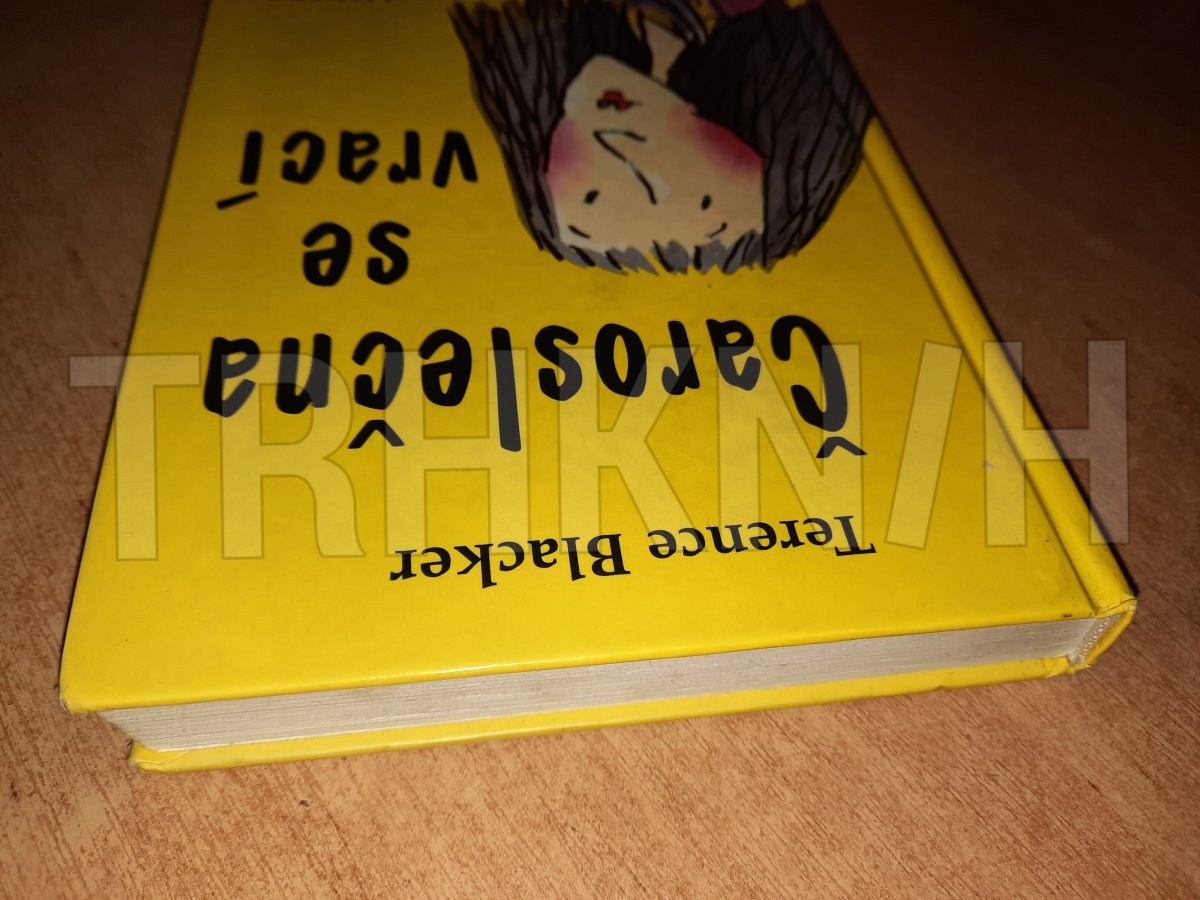 Terence Blacker
Čaroslečna
se
vrací
TRHKNIH